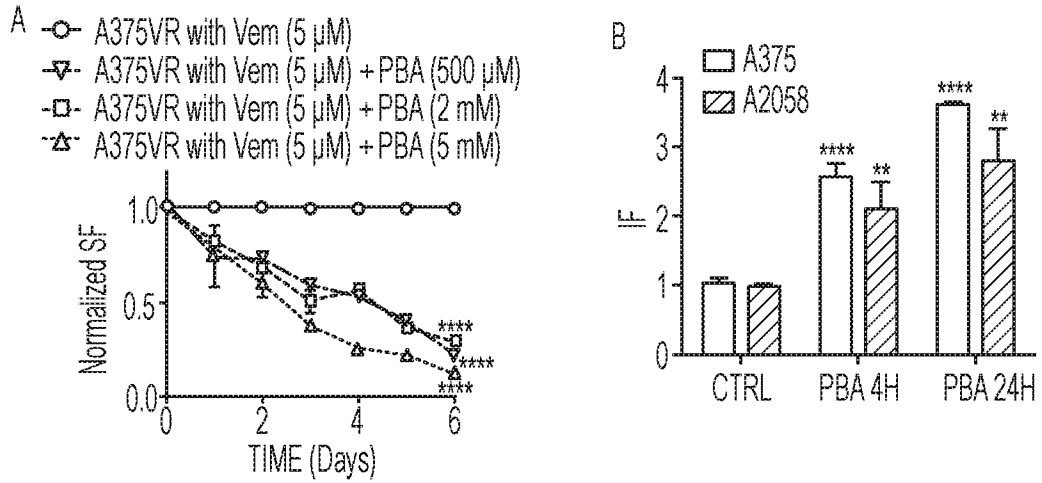 A
A375VR with Vem (5 µM)
A375VR with Vem (5 µM) + PBA (500 µM)
A375VR with Vem (5 µM) + PBA (2 mM)
A375VR with Vem (5 µM) + PBA (5 mM)
Normalized SF
1.0
0.5
0.0
****
****
****
0 2 4 6
TIME (Days)
B
A375
A2058
IF
4
3
2
1
0
**** **
**** **
CTRL PBA 4H PBA 24H